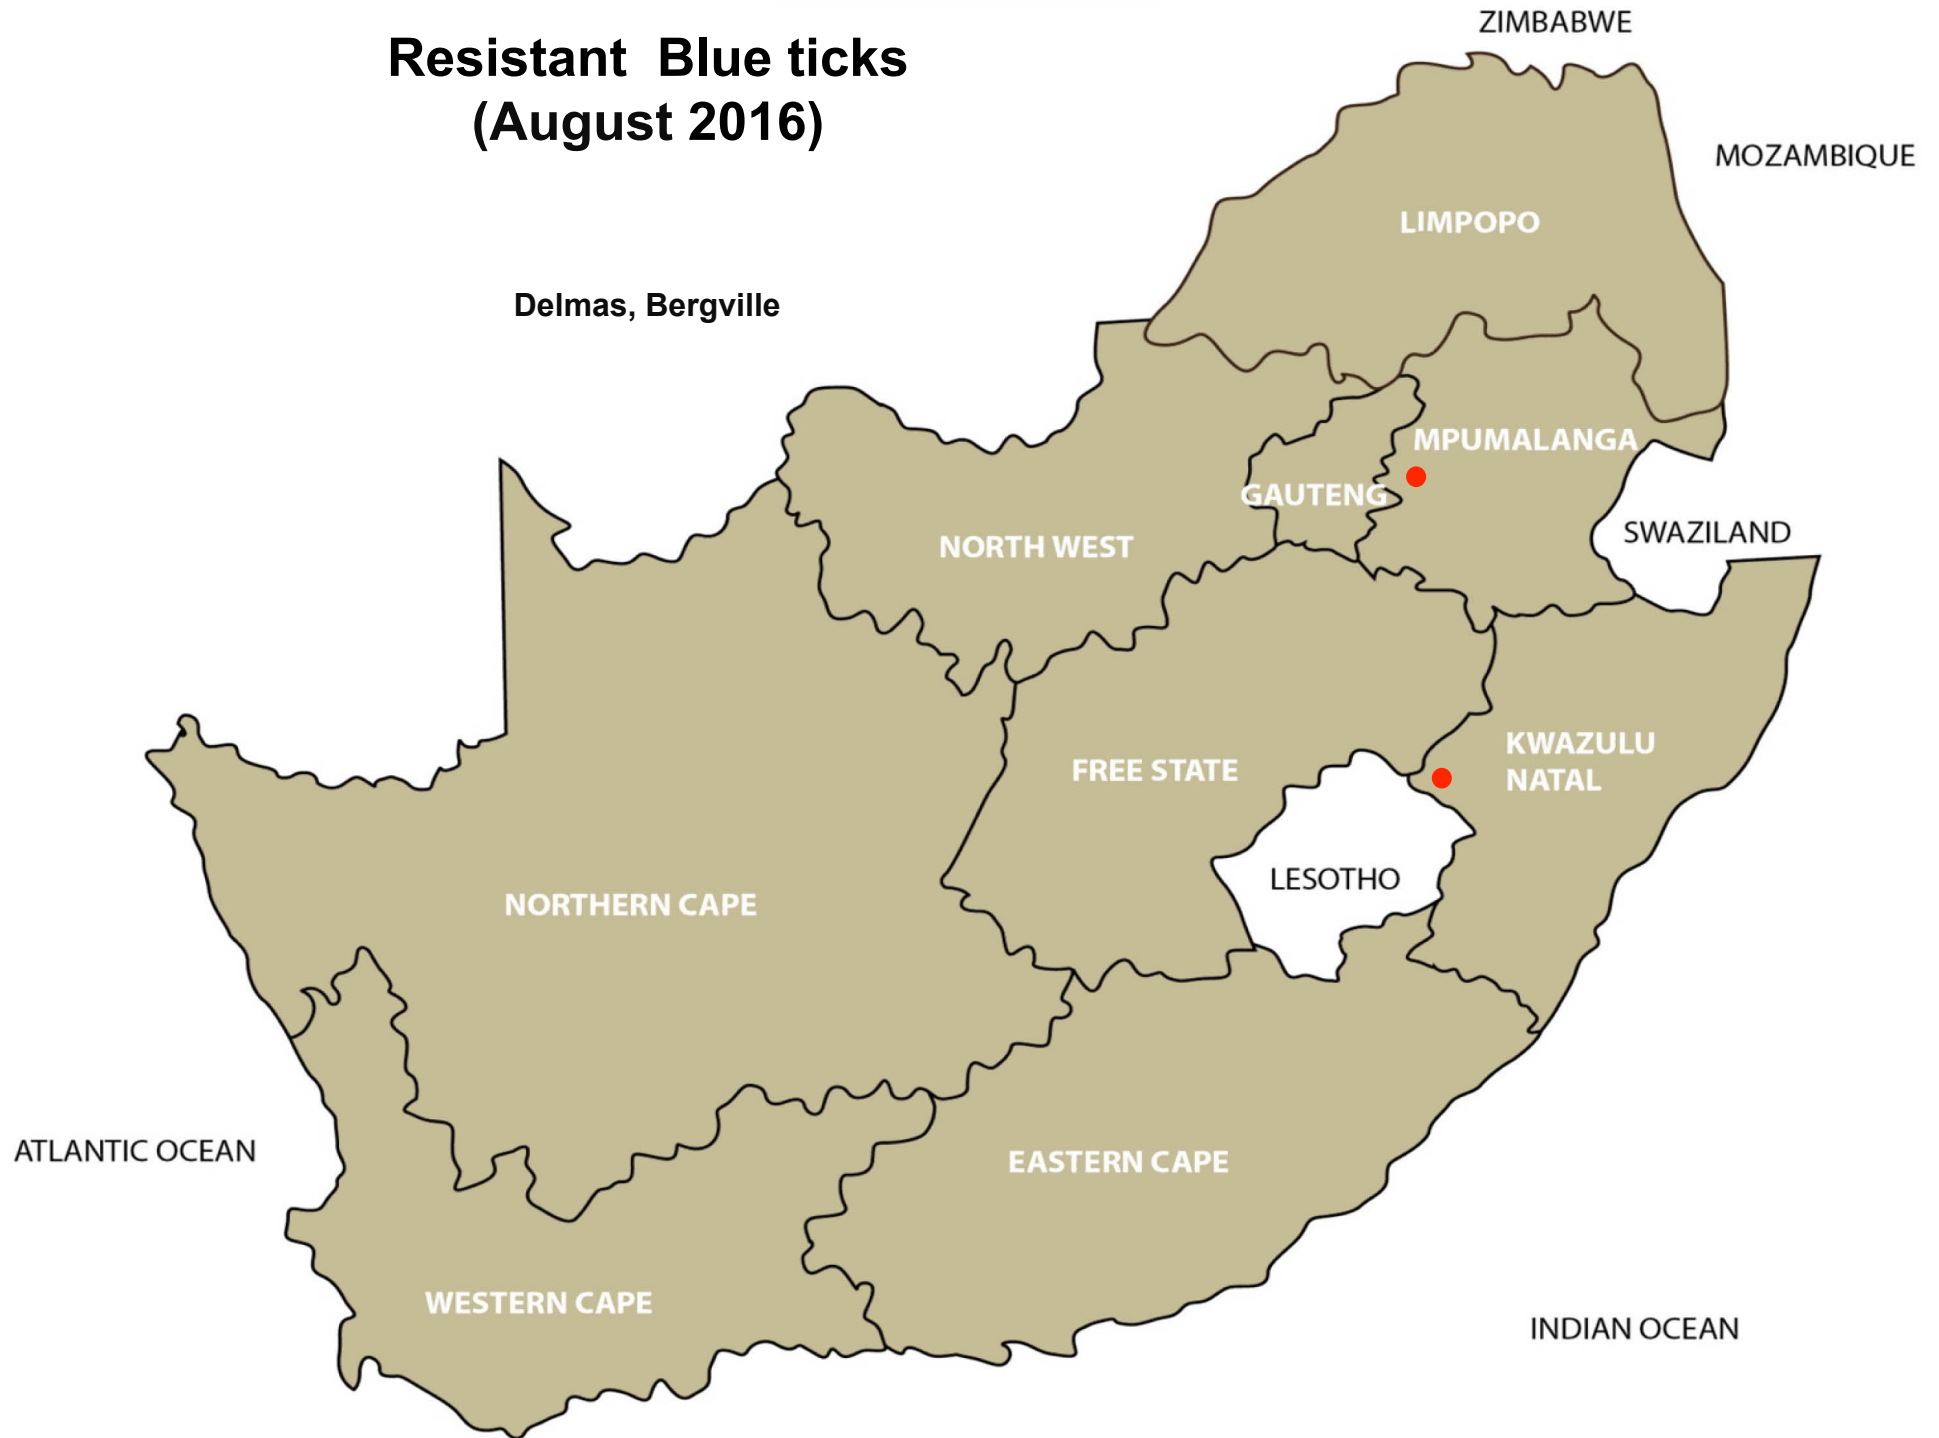 Resistant  Blue ticks
(August 2016)
ZIMBABWE
MOZAMBIQUE
LIMPOPO
Delmas, Bergville
MPUMALANGA
GAUTENG
SWAZILAND
NORTH WEST
KWAZULU
NATAL
FREE STATE
LESOTHO
NORTHERN CAPE
ATLANTIC OCEAN
EASTERN CAPE
WESTERN CAPE
INDIAN OCEAN